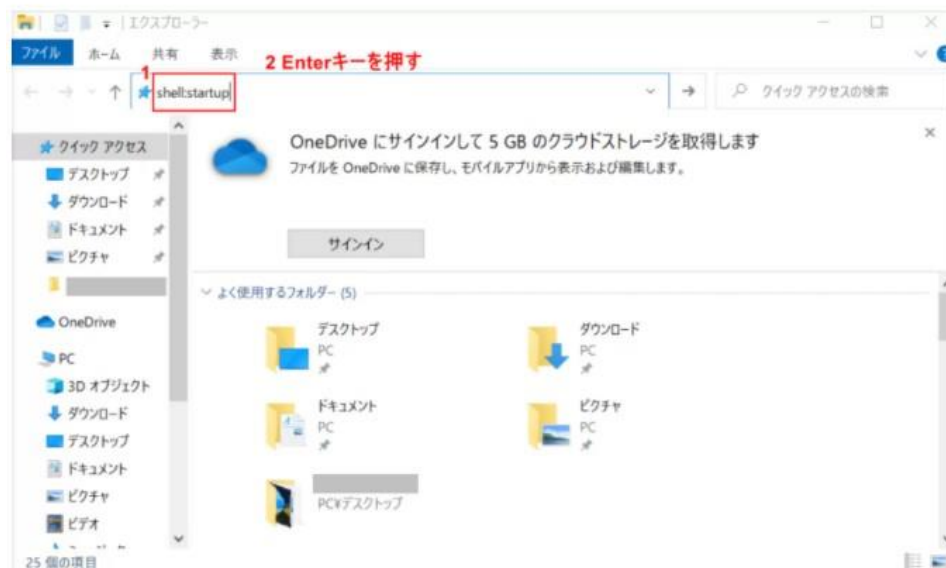 エクスプローラー
ファイル ホーム 共有 表示
2 Enterキーを押す
1
shell:startup
クイック アクセスの検索
OneDrive にサインインして 5 GB のクラウドストレージを取得します
ファイルを OneDrive に保存し、モバイルアプリから表示および編集します。
サインイン
クイック アクセス
デスクトップ
ダウンロード
ドキュメント
ピクチャ
OneDrive
PC
3D オブジェクト
ダウンロード
デスクトップ
ドキュメント
ピクチャ
ビデオ
よく使用するフォルダー (5)
デスクトップ
PC
ダウンロード
PC
ドキュメント
PC
ピクチャ
PC
PC¥デスクトップ
25 個の項目